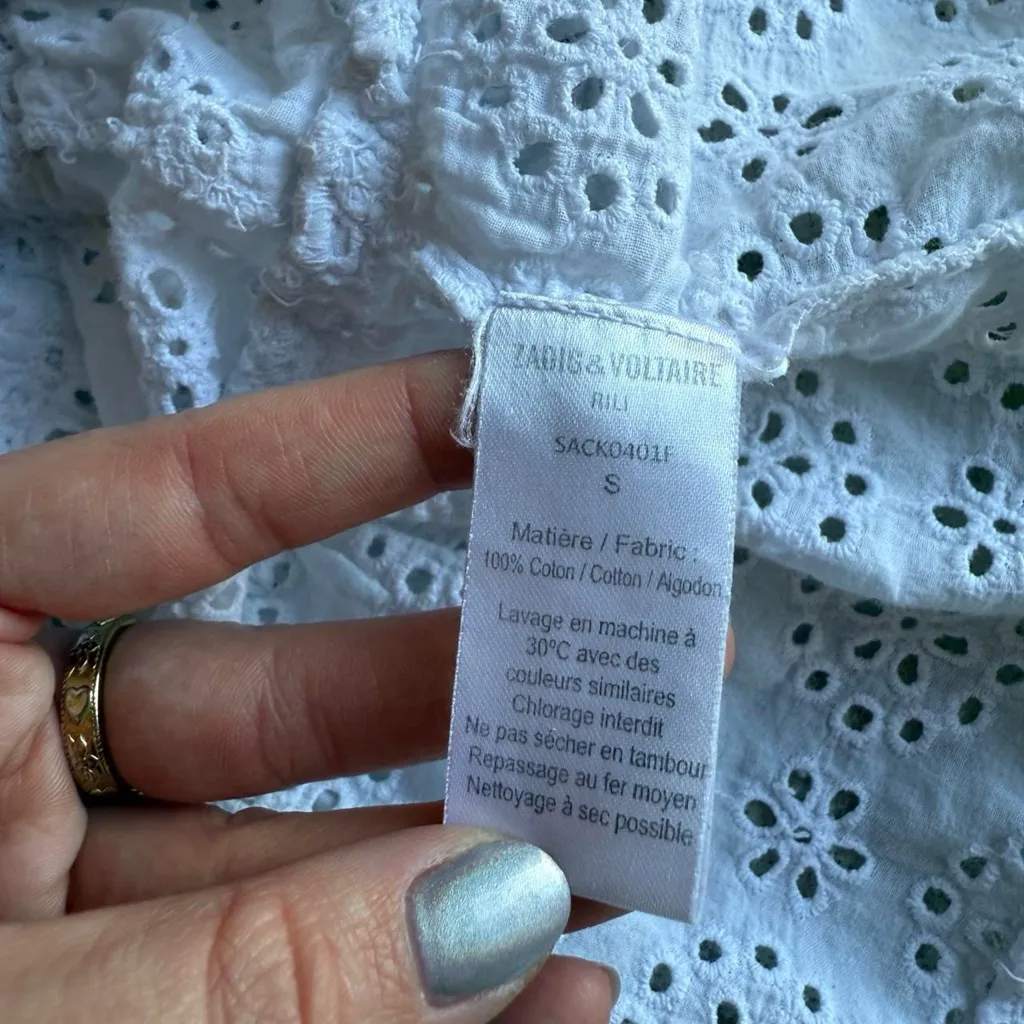 ZADIG&VOLTAIRE
RILI
SACK0401F
S
Matière / Fabric :
100% Coton / Cotton / Algodon
Lavage en machine à
30°C avec des
couleurs similaires
Chlorage interdit
Ne pas sécher en tambour
Repassage au fer moyen
Nettoyage à sec possible